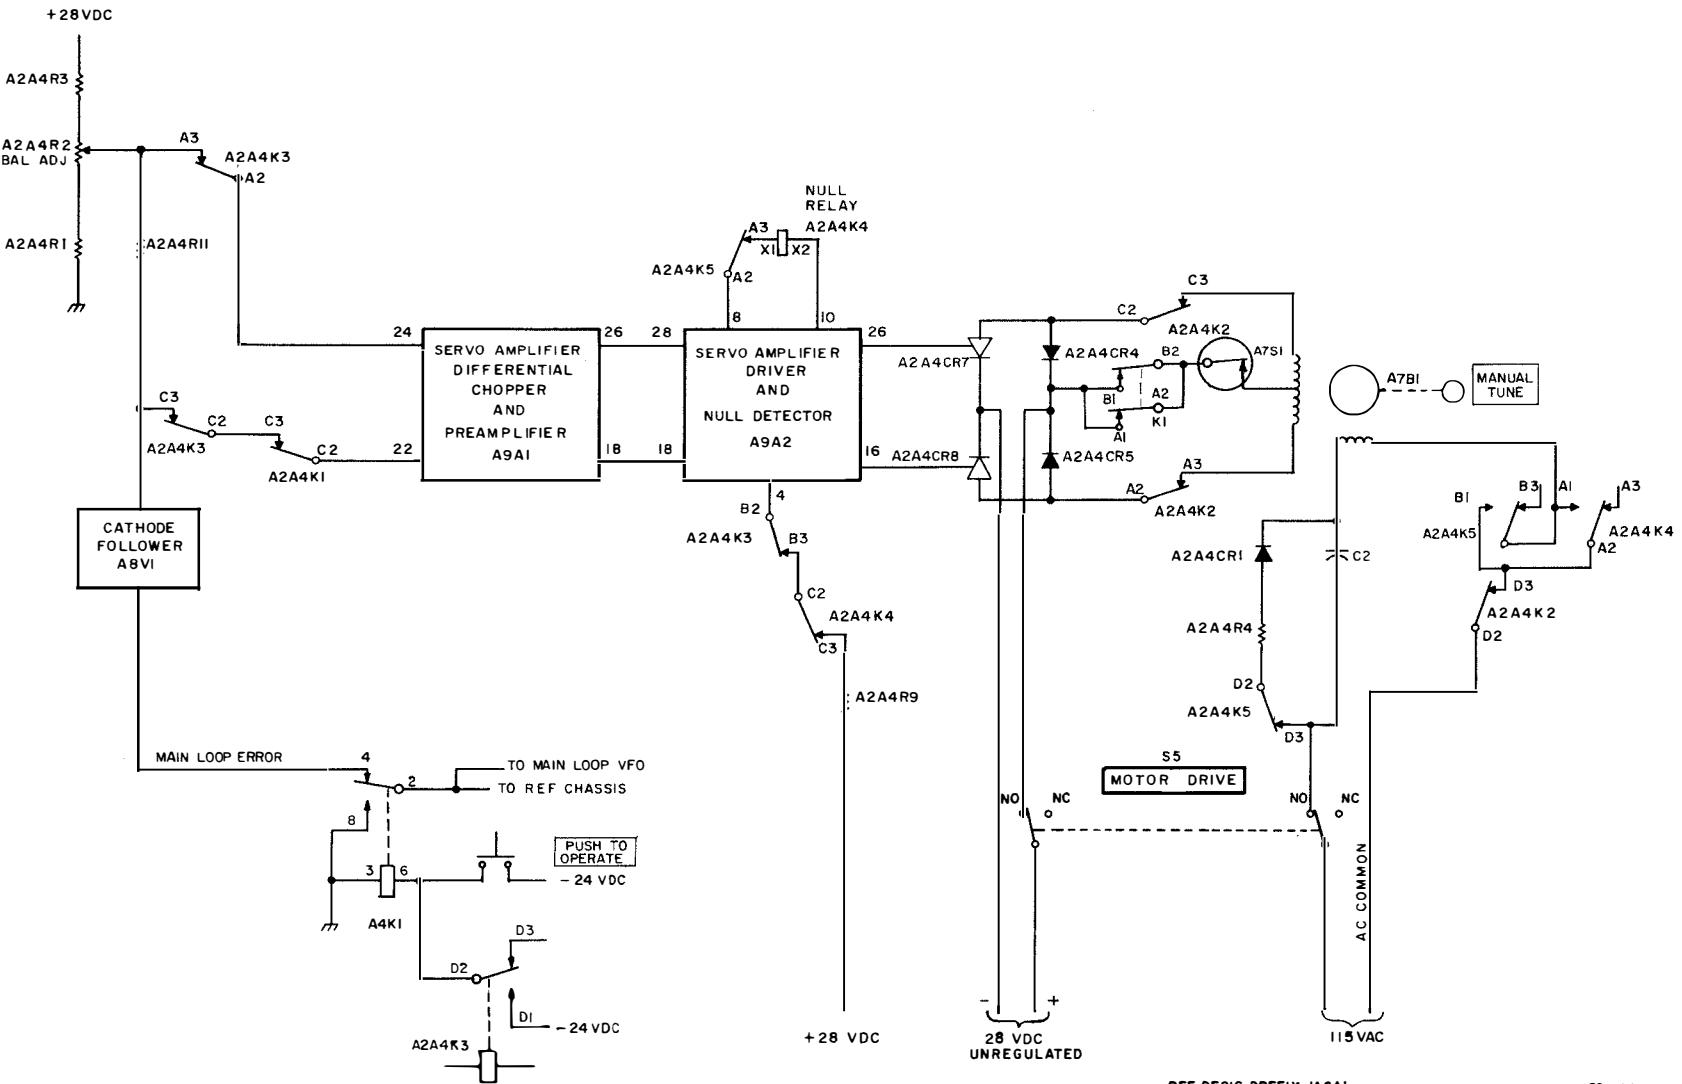 +28VDC
A2A4R3
A2A4R2
BAL ADJ
A3
A2A4K3
A2
A2A4R1
A2A4R11
C3
C2
A2A4K3
C3
C2
A2A4K1
24
22
SERVO AMPLIFIER
DIFFERENTIAL
CHOPPER
AND
PREAMPLIFIER
A9A1
26
28
18
18
NULL
RELAY
A2A4K4
A3
X1
X2
A2A4K5
A2
8
10
SERVO AMPLIFIER
DRIVER
AND
NULL DETECTOR
A9A2
26
16
4
B2
A2A4K3
B3
C2
A2A4K4
C3
A2A4R9
+28 VDC
A2A4CR7
A2A4CR8
A2A4CR4
A2A4CR5
C2
C3
A2A4K2
B2
B1
A2
K1
A1
A7S1
A2
A3
A2A4K2
A7B1
MANUAL
TUNE
B1
B3
A1
A3
A2A4K5
A2A4K4
A2
D3
A2A4K2
D2
A2A4CR1
C2
A2A4R4
D2
A2A4K5
D3
S5
MOTOR DRIVE
NO
NC
NO
NC
AC COMMON
-
+
28 VDC
UNREGULATED
115VAC
CATHODE
FOLLOWER
A8V1
MAIN LOOP ERROR
4
2
TO MAIN LOOP VFO
TO REF CHASSIS
8
3
6
A4K1
PUSH TO
OPERATE
- 24 VDC
D3
D2
D1
- 24VDC
A2A4K3